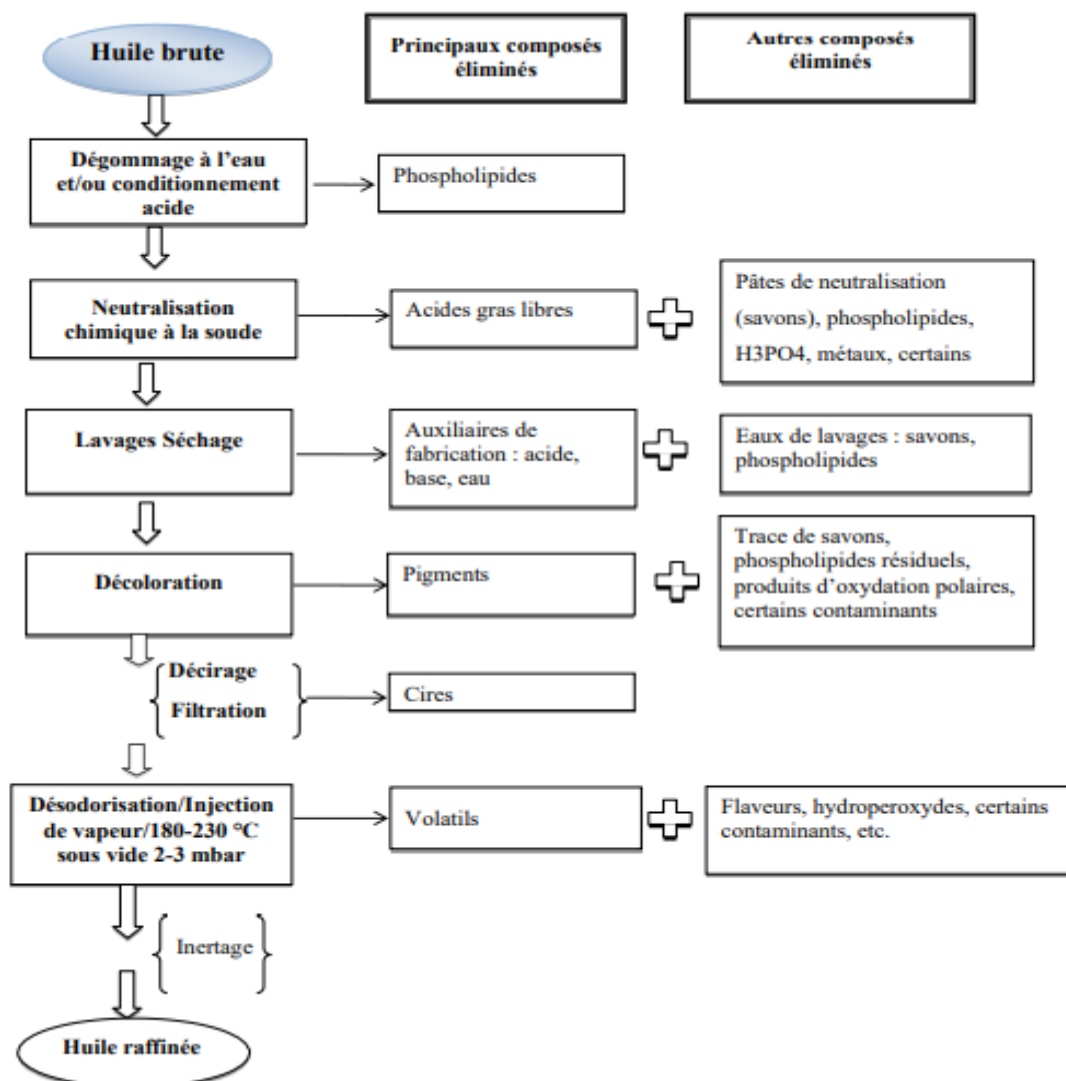 Huile brute
Principaux composés
éliminés
Autres composés
éliminés
Dégommage à l'eau
et/ou conditionnement
acide
Phospholipides
Neutralisation
chimique à la soude
Acides gras libres
Pâtes de neutralisation
(savons), phospholipides,
H3PO4, métaux, certains
Lavages Séchage
Auxiliaires de
fabrication : acide,
base, eau
Eaux de lavages : savons,
phospholipides
Décoloration
Pigments
Trace de savons,
phospholipides résiduels,
produits d'oxydation polaires,
certains contaminants
Décirage
Filtration
Cires
Désodorisation/Injection
de vapeur/180-230 °C
sous vide 2-3 mbar
Volatils
Flaveurs, hydroperoxydes, certains
contaminants, etc.
Inertage
Huile raffinée